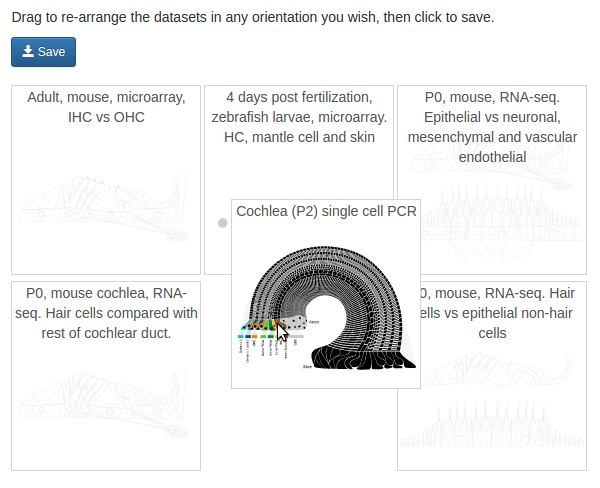 Drag to re-arrange the datasets in any orientation you wish, then click to save.
Save
Adult, mouse, microarray,
IHC vs OHC
4 days post fertilization,
zebrafish larvae, microarray.
HC, mantle cell and skin
P0, mouse, RNA-seq.
Epithelial vs neuronal,
mesenchymal and vascular
endothelial
Cochlea (P2) single cell PCR
Apex
Base
P0, mouse cochlea, RNA-
seq. Hair cells compared with
rest of cochlear duct.
0, mouse, RNA-seq. Hair
ells vs epithelial non-hair
cells